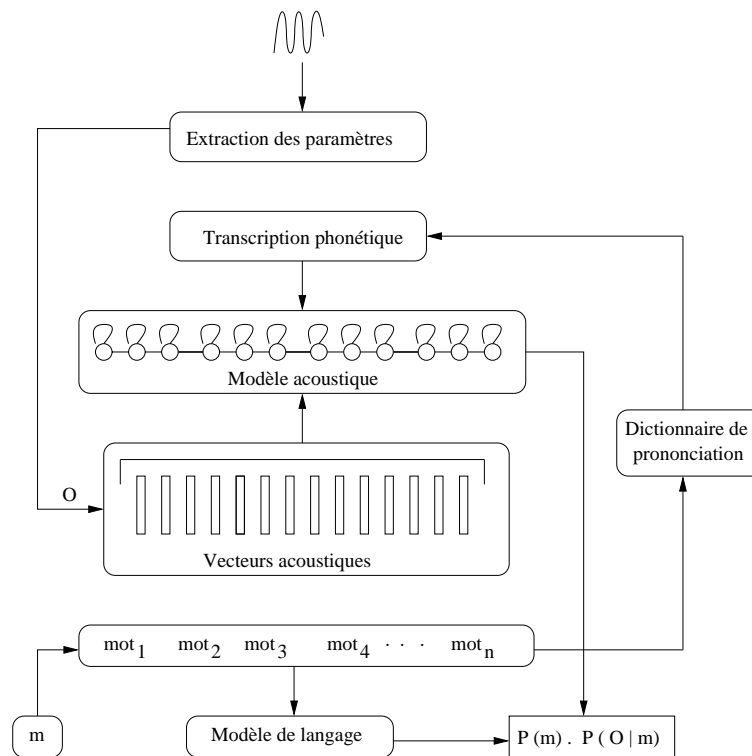 Extraction des paramètres
Transcription phonétique
Modèle acoustique
Dictionnaire de
prononciation
O
Vecteurs acoustiques
mot1 mot2 mot3 mot4 · · · motn
m
Modèle de langage
P (m) . P ( O | m)